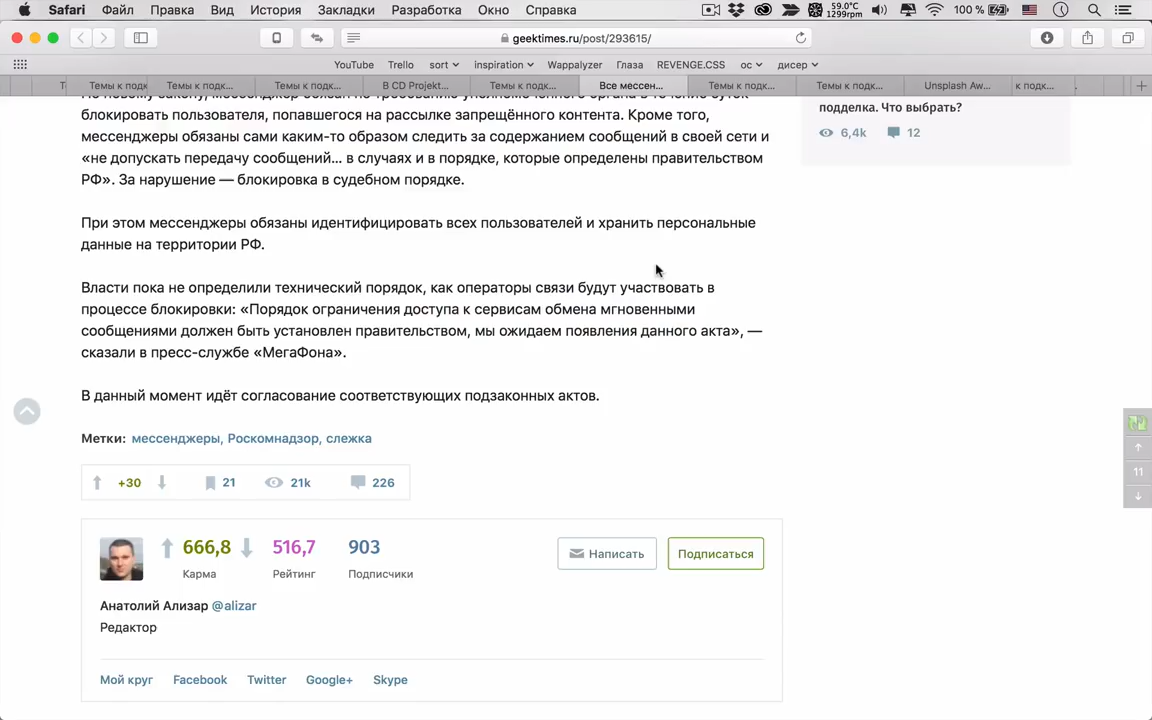 Safari Файл Правка Вид История Закладки Разработка Окно Справка 59.0°C 1299rpm 100 %
geektimes.ru/post/293615/
YouTube Trello sort inspiration Wappalyzer Глаза REVENGE.CSS ос дисер
Темы к подк Темы к подк... Темы к подк... В CD Projekt... Темы к подк... Все мессен... Темы к подк... Темы к подк... Unsplash Aw... к подк...
блокировать пользователя, попавшегося на рассылке запрещённого контента. Кроме того,
мессенджеры обязаны сами каким-то образом следить за содержанием сообщений в своей сети и
«не допускать передачу сообщений... в случаях и в порядке, которые определены правительством
РФ». За нарушение — блокировка в судебном порядке.
При этом мессенджеры обязаны идентифицировать всех пользователей и хранить персональные
данные на территории РФ.
Власти пока не определили технический порядок, как операторы связи будут участвовать в
процессе блокировки: «Порядок ограничения доступа к сервисам обмена мгновенными
сообщениями должен быть установлен правительством, мы ожидаем появления данного акта», —
сказали в пресс-службе «МегаФона».
В данный момент идёт согласование соответствующих подзаконных актов.
Метки: мессенджеры, Роскомнадзор, слежка
+30 21 21k 226
666,8 516,7 903
Карма Рейтинг Подписчики
Написать Подписаться
Анатолий Ализар @alizar
Редактор
Мой круг Facebook Twitter Google+ Skype
подделка. Что выбрать?
6,4k 12
11